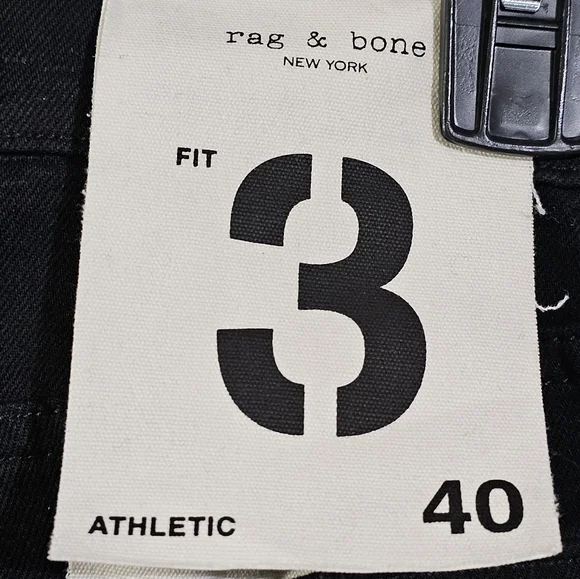 rag & bone
NEW YORK
FIT 3
ATHLETIC 40